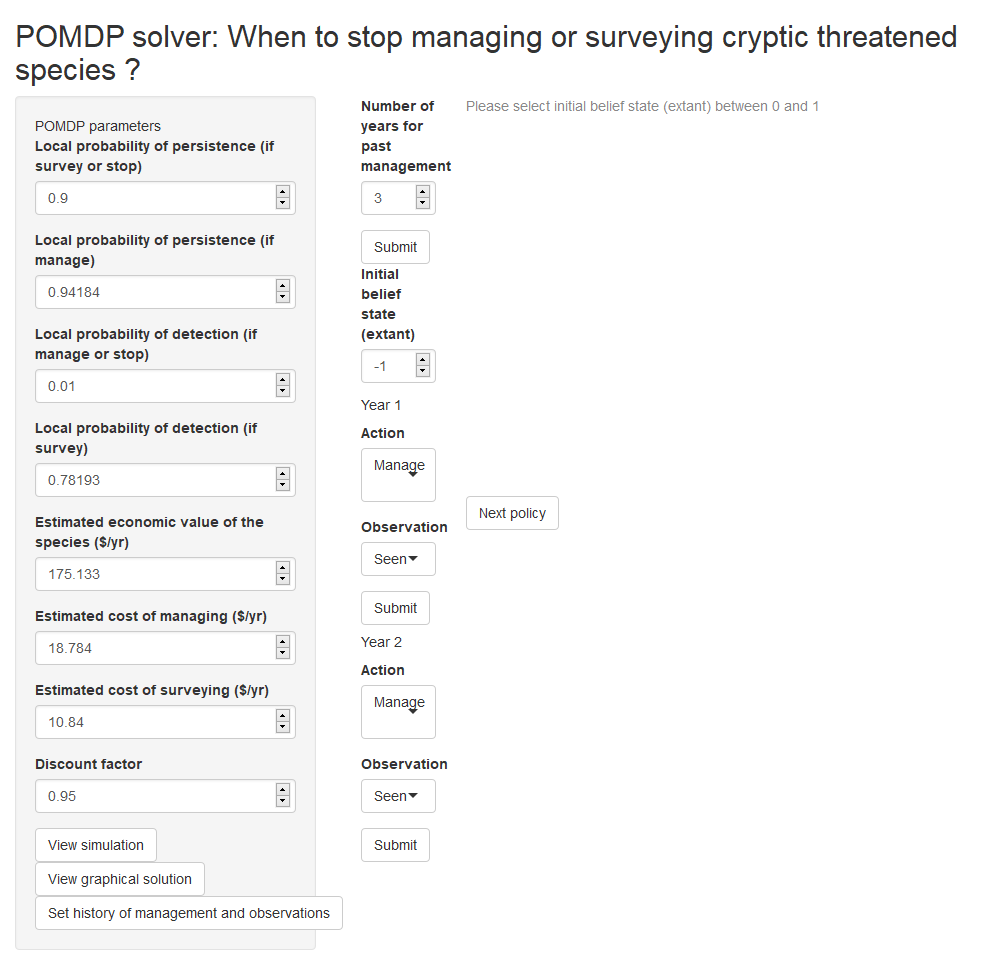 POMDP solver: When to stop managing or surveying cryptic threatened
species ?
POMDP parameters
Local probability of persistence (if
survey or stop)
0.9
Local probability of persistence (if
manage)
0.94184
Local probability of detection (if
manage or stop)
0.01
Local probability of detection (if
survey)
0.78193
Estimated economic value of the
species ($/yr)
175.133
Estimated cost of managing ($/yr)
18.784
Estimated cost of surveying ($/yr)
10.84
Discount factor
0.95
View simulation
View graphical solution
Set history of management and observations
Number of
years for
past
management
3
Submit
Initial
belief
state
(extant)
-1
Year 1
Action
Manage
Observation
Seen
Submit
Year 2
Action
Manage
Observation
Seen
Submit
Please select initial belief state (extant) between 0 and 1
Next policy